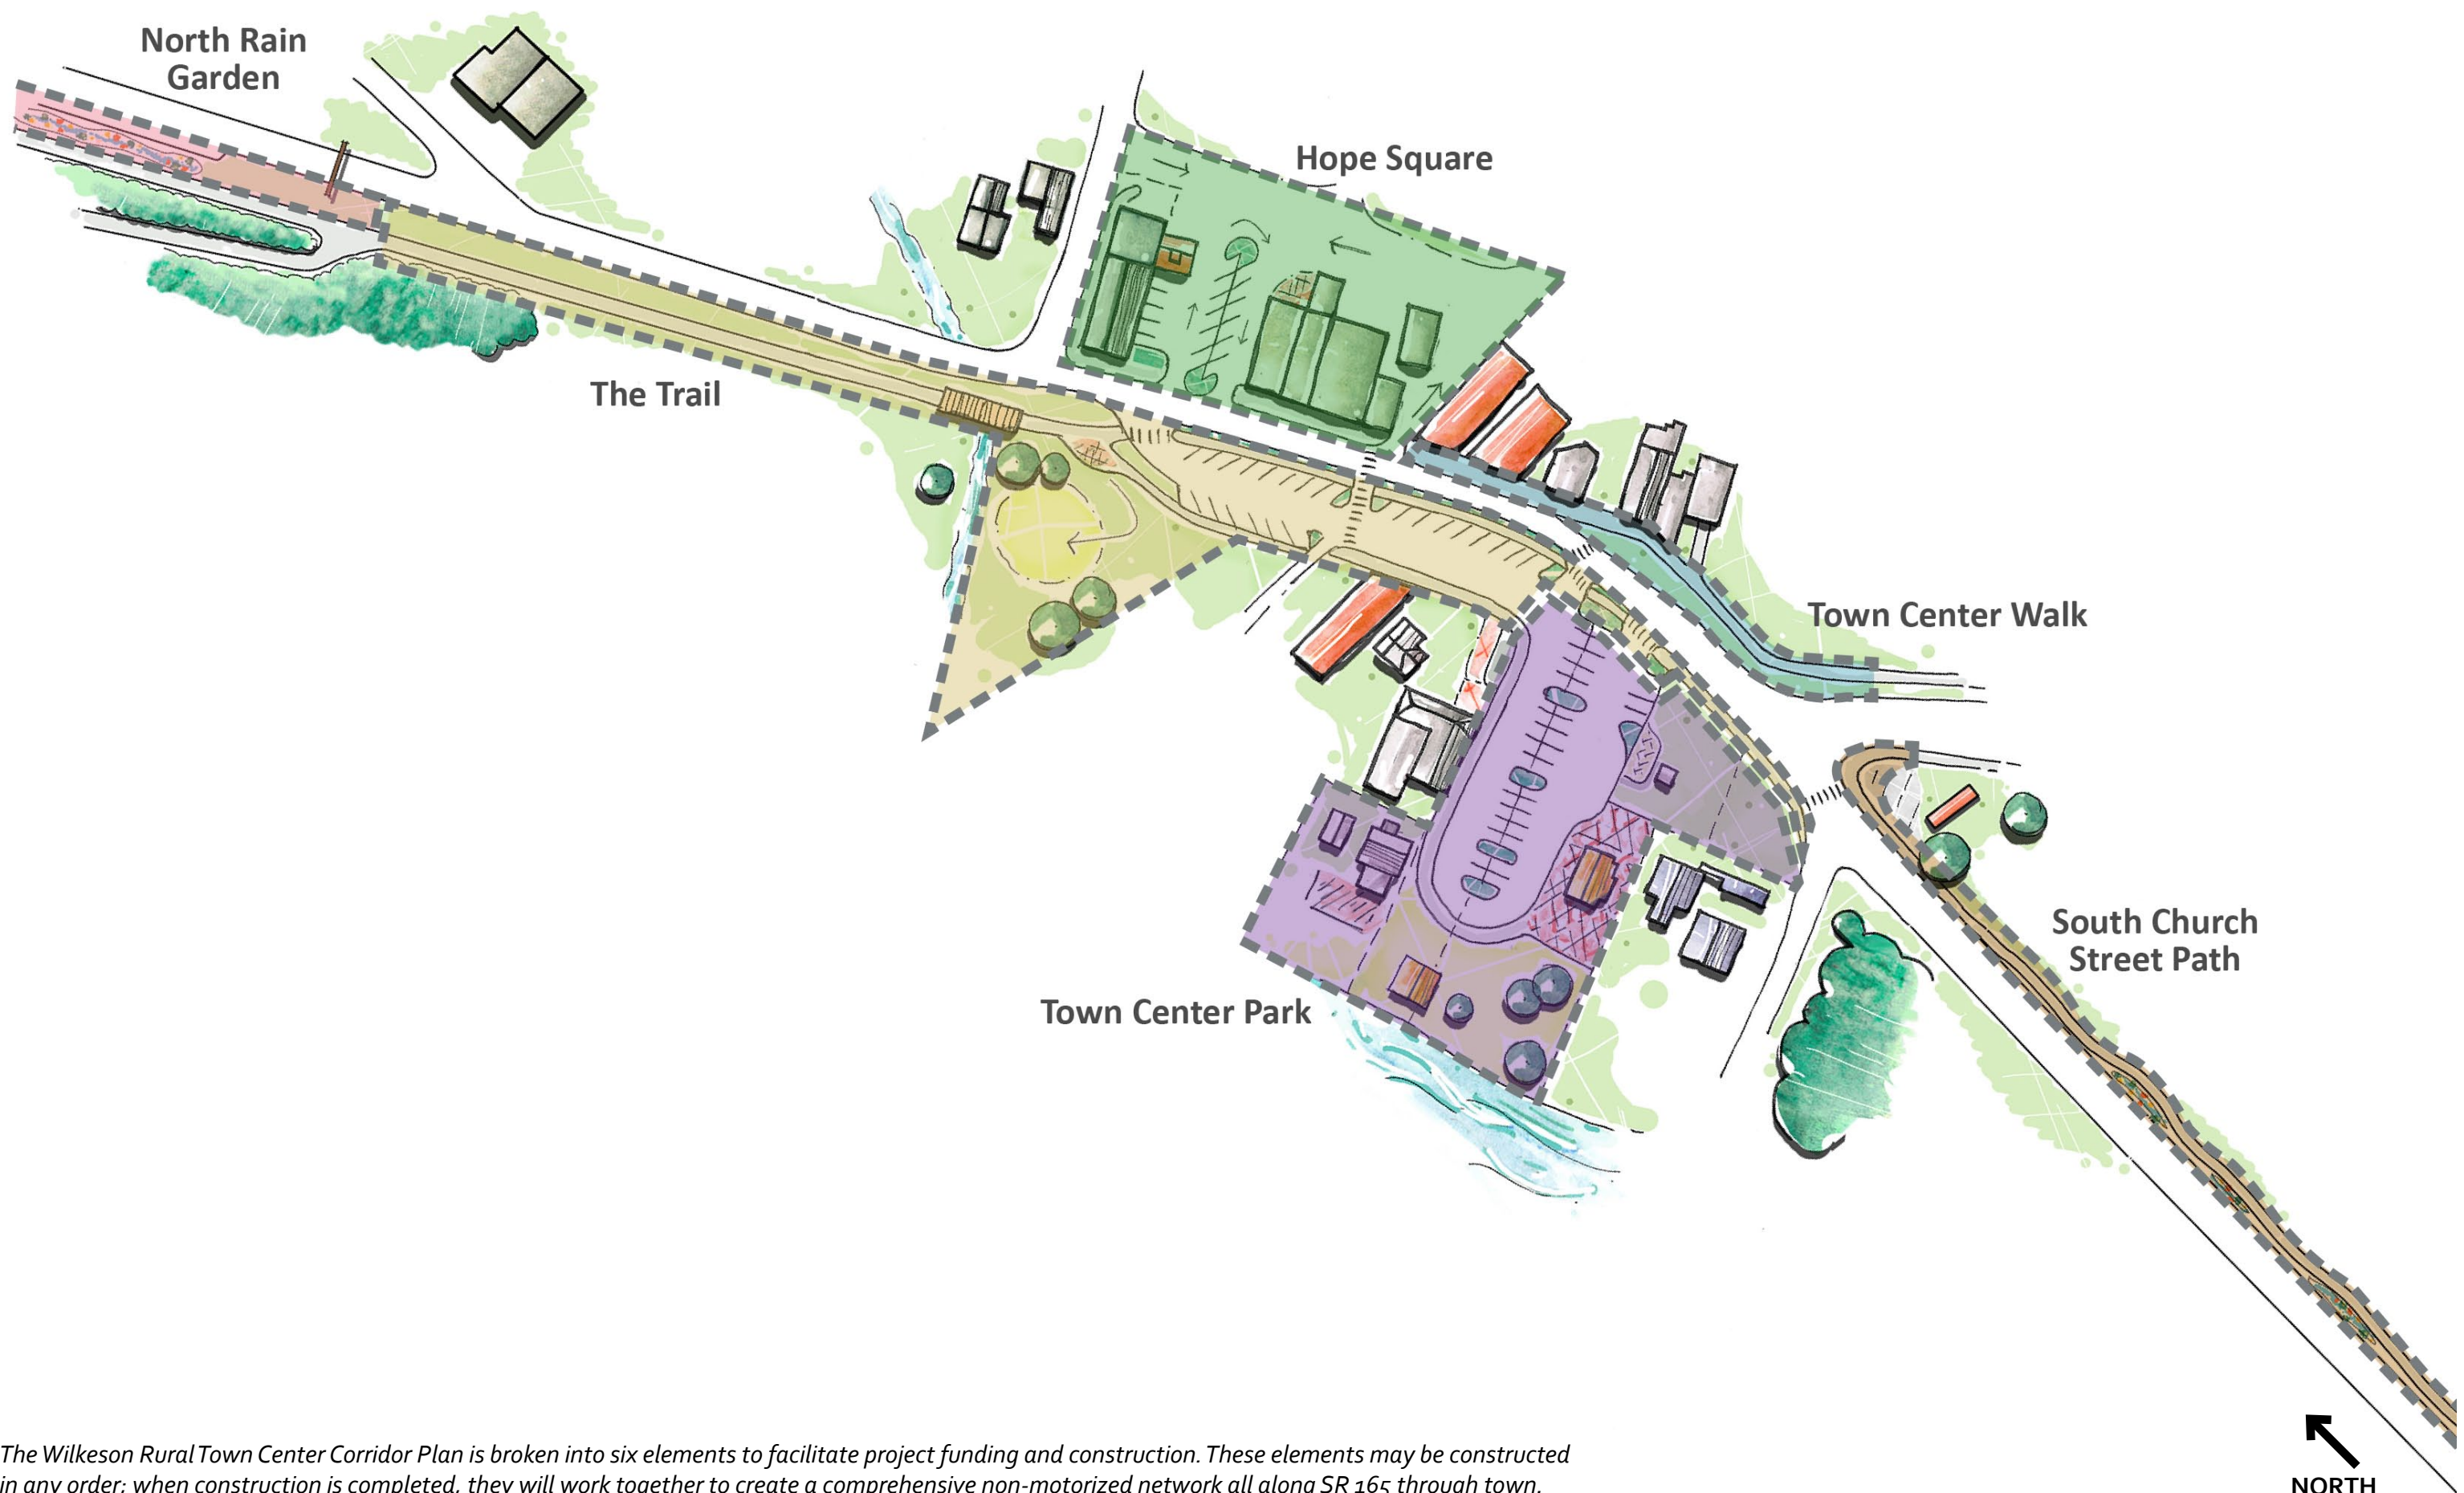 North Rain
Garden
Hope Square
The Trail
Town Center Walk
South Church
Street Path
Town Center Park
The Wilkeson Rural Town Center Corridor Plan is broken into six elements to facilitate project funding and construction. These elements may be constructed
in any order; when construction is completed, they will work together to create a comprehensive non-motorized network all along SR 165 through town.
NORTH